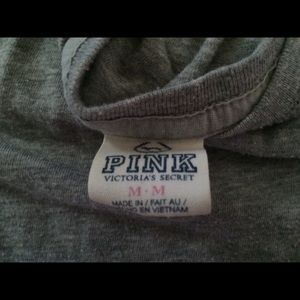 PINK
VICTORIA'S SECRET
M · M
MADE IN / FAIT AU /
EN VIETNAM